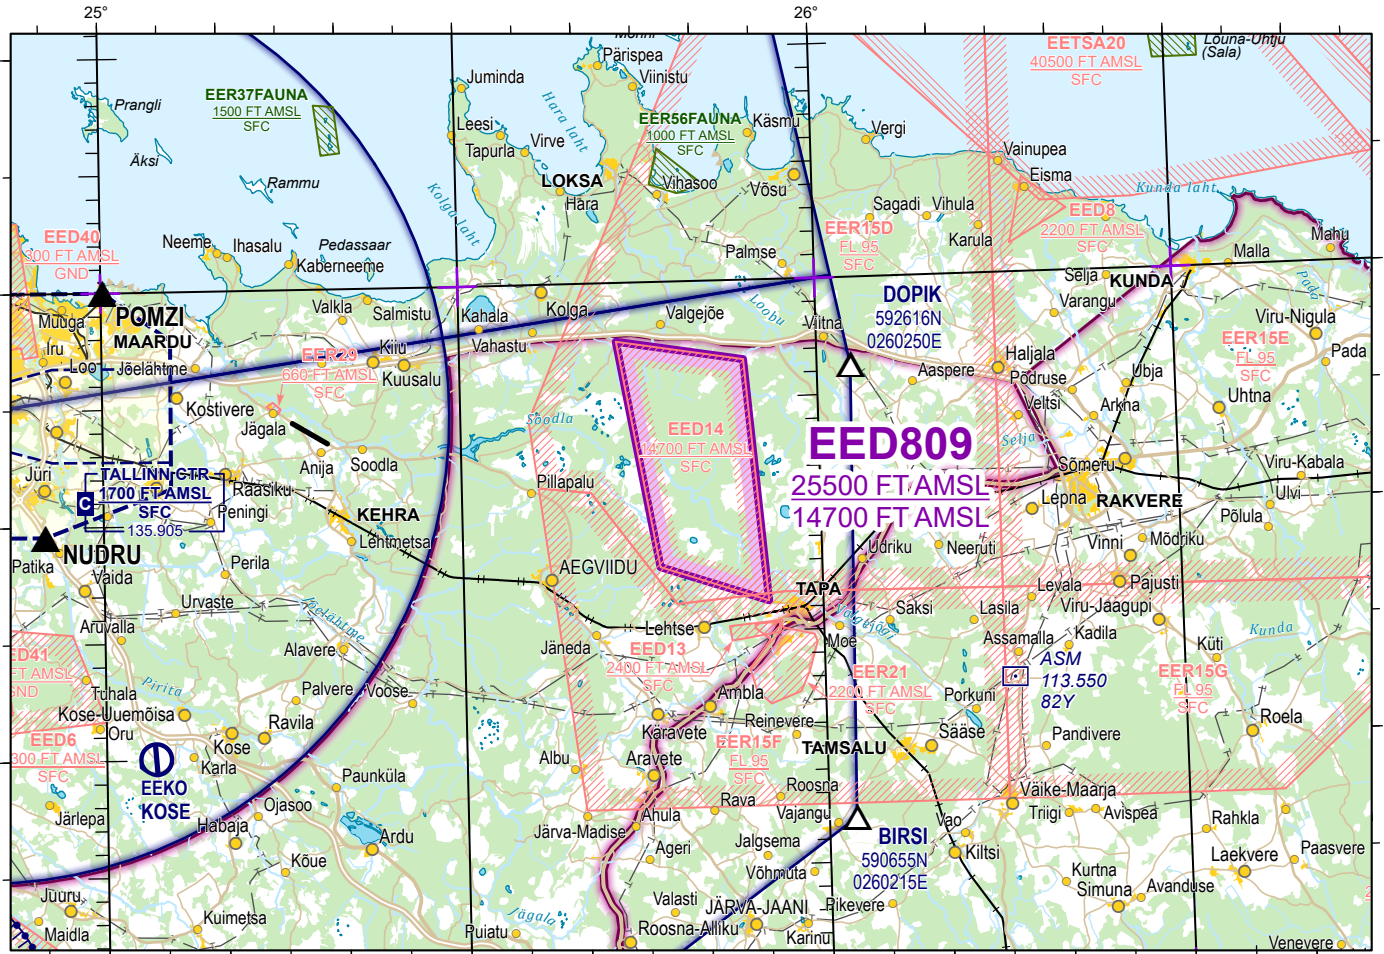 25°
26°
Pärispea
Viinistu
Juminda
Hara laht
EETSA20
40500 FT AMSL
SFC
Louna-Uhtju
(Sala)
Prangli
Äksi
EER37FAUNA
1500 FT AMSL
SFC
Leesi
Tapurla
Virve
LOKSA
Hara
EER56FAUNA
1000 FT AMSL
SFC
Vihasoo
Käsmu
Võsu
Vergi
Vainupea
Eisma
Kunda laht
Rammu
Kolga laht
Sagadi
Vihula
Karula
EED8
2200 FT AMSL
SFC
EER15D
FL 95
SFC
EED40
GND
Neeme
Ihasalu
Pedassaar
Kaberneeme
Palmse
Malla
Mahu
Selja
KUNDA
Varangu
Pada
POMZI
MAARDU
Muuga
Iru
Loo
Jõelähtme
Valkla
Salmistu
Kahala
Kolga
Vahastu
Valgejõe
Loobu
Viitna
DOPIK
592616N
0260250E
Viru-Nigula
EER15E
FL 95
SFC
Pada
EER29
660 FT AMSL
SFC
Kiiu
Kuusalu
Haljala
Aaspere
Põdruse
Ubja
Veltsi
Arkna
Uhtna
Kostivere
Jägala
Soodla
EED14
14700 FT AMSL
SFC
EED809
25500 FT AMSL
14700 FT AMSL
Selja
Sõmeru
Viru-Kabala
Ulvi
Jüri
TALLINN CTR
C
1700 FT AMSL
SFC
135.905
Anija
Soodla
Raasiku
Peningi
Pillapalu
Lepna
RAKVERE
Põlula
KEHRA
Lehtmetsa
NUDRU
Patika
Vaida
Perila
AEGVIIDU
Udriku
Neeruti
Vinni
Mõdriku
Pajusti
TAPA
Levala
Urvaste
Jõelähtme
Aruvalla
Alavere
Lehtse
Jäneda
EED13
2400 FT AMSL
SFC
Valgejõgi
Moe
Saksi
Lasila
Viru-Jaagupi
Assamalla
Kadila
Küti
Kunda
ASM
113.550
82Y
EED41
FT AMSL
GND
Tuhala
Pirita
Palvere
Voose
Ambla
EER21
2200 FT AMSL
SFC
Porkuni
EER15G
FL 95
SFC
Kose-Uuemõisa
Oru
Ravila
Kose
Karla
Reinevere
Karavete
EER15F
FL 95
SFC
TAMSALU
Sääse
Pandivere
Roela
EED6
SFC
EEKO
KOSE
Albu
Aravete
Roosna
Rava
Vajangu
Väike-Maarja
Triigi
Avispea
Järlepa
Paunküla
Ojasoo
Habaja
Ardu
Järva-Madise
Ahula
Ageri
Jalgsema
Võhmuta
BIRSI
590655N
0260215E
Vao
Kiltsi
Rahkla
Laekvere
Paasvere
Kõue
Juuru
Maidla
Kuimetsa
Jägala
Puiatu
Valasti
JÄRVA-JAANI
Roosna-Alliku
Karinu
Pikevere
Kurtna
Simuna
Avanduse
Venevere